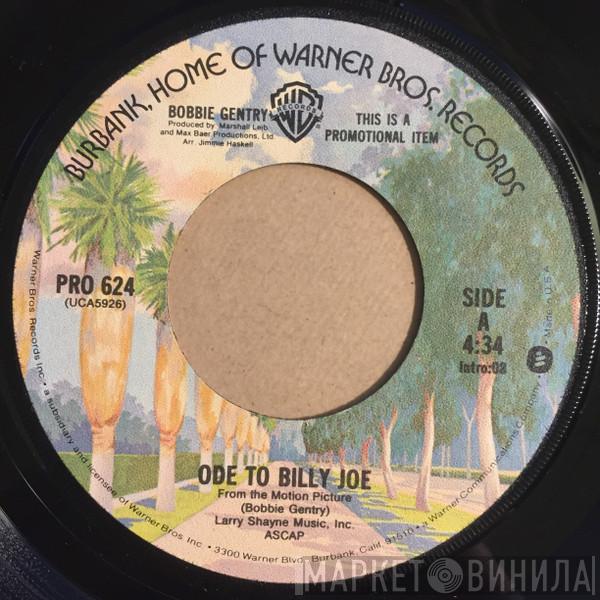 BURBANK, HOME OF WARNER BROS. RECORDS
BOBBIE GENTRY
Produced by Marshall Leib
and Max Baer Productions, Ltd.
Arr. Jimmie Haskell
W
RECORDS
®
THIS IS A
PROMOTIONAL ITEM
PRO 624
(UCA5926)
SIDE
A
4:34
Intro:08
ODE TO BILLY JOE
From the Motion Picture
(Bobbie Gentry)
Larry Shayne Music, Inc.
ASCAP
Warner Bros. Records Inc. • a subsidiary and licensee of Warner Bros. Inc. • 3300 Warner Blvd., Burbank, Calif. 91510 • a Warner Communications Company • Made in U.S.A.
МАРКЕТ ВИНИЛА